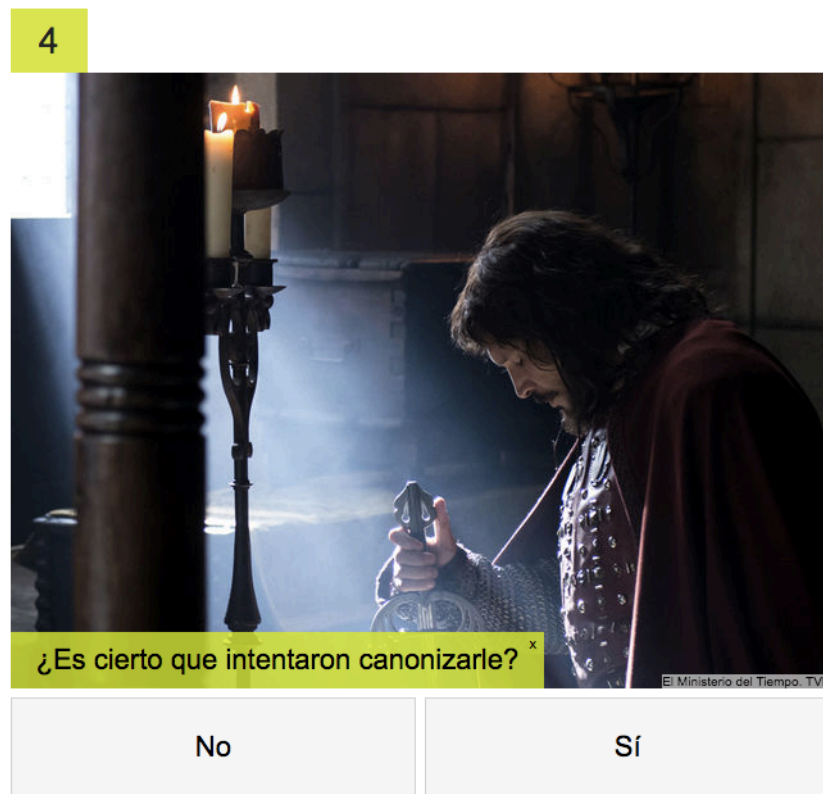 4
¿Es cierto que intentaron canonizarle? x
El Ministerio del Tiempo. TV
No
Sí